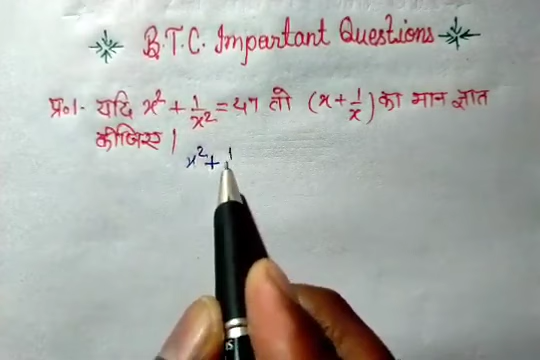 B.T.C. Impartant Questions
प्र०1- यदि x² + 1/x² = 47 तो (x + 1/x) का मान ज्ञात
कीजिए।
x² + 1